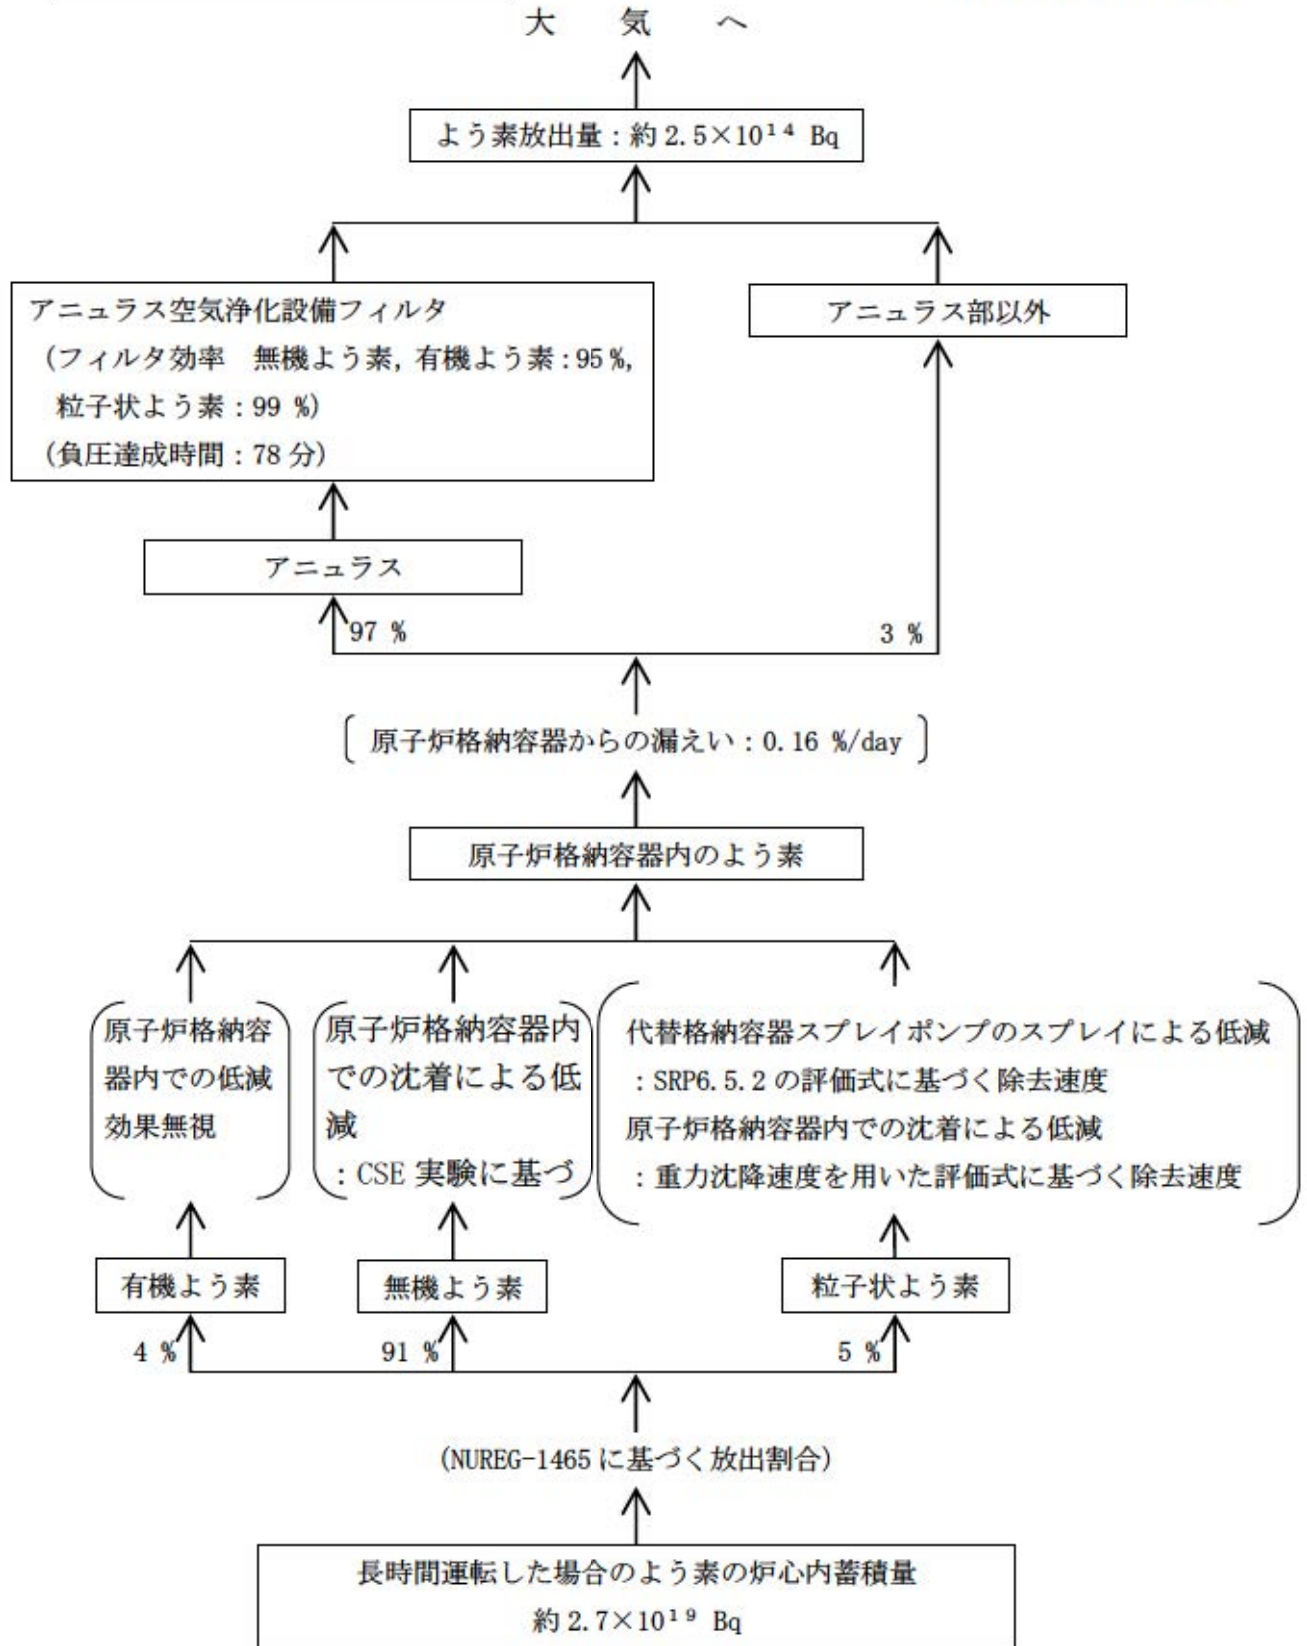 大 気 へ
よう素放出量：約 2.5×10¹⁴ Bq
アニュラス空気浄化設備フィルタ
(フィルタ効率 無機よう素, 有機よう素：95 %,
粒子状よう素：99 %)
(負圧達成時間：78 分)
アニュラス部以外
アニュラス
97 %
3 %
原子炉格納容器からの漏えい：0.16 %/day
原子炉格納容器内のよう素
原子炉格納容
器内での低減
効果無視
原子炉格納容器内
での沈着による低
減
：CSE 実験に基づ
代替格納容器スプレイポンプのスプレイによる低減
：SRP6.5.2 の評価式に基づく除去速度
原子炉格納容器内での沈着による低減
：重力沈降速度を用いた評価式に基づく除去速度
有機よう素
無機よう素
粒子状よう素
4 %
91 %
5 %
(NUREG-1465 に基づく放出割合)
長時間運転した場合のよう素の炉心内蓄積量
約 2.7×10¹⁹ Bq